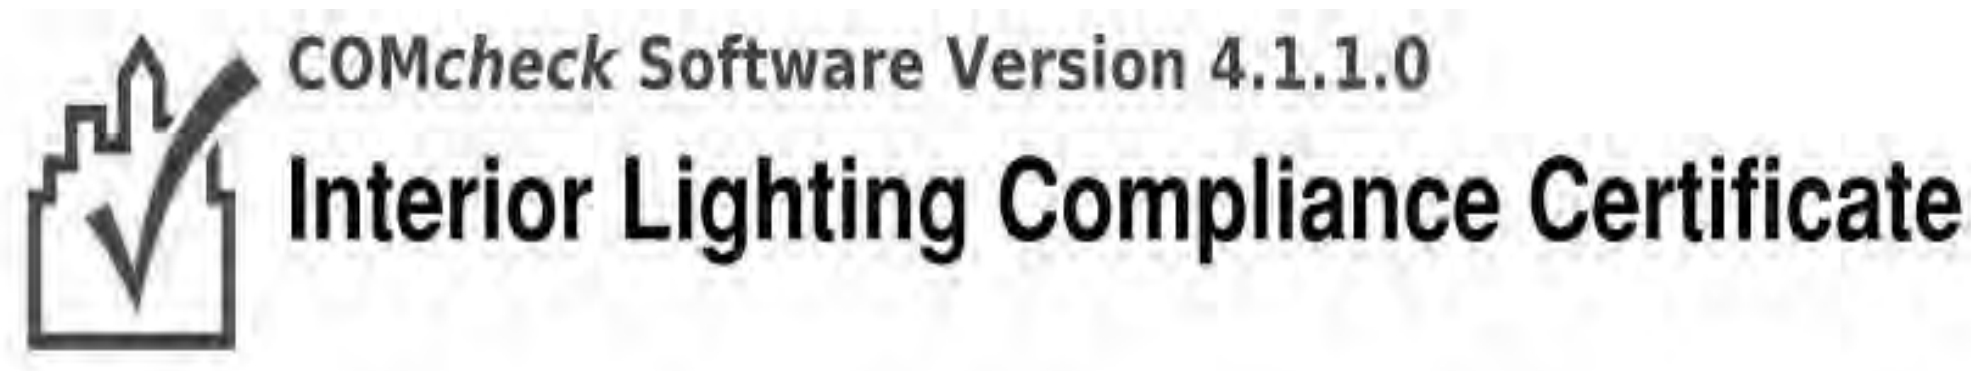 COMcheck Software Version 4.1.1.0
Interior Lighting Compliance Certificate